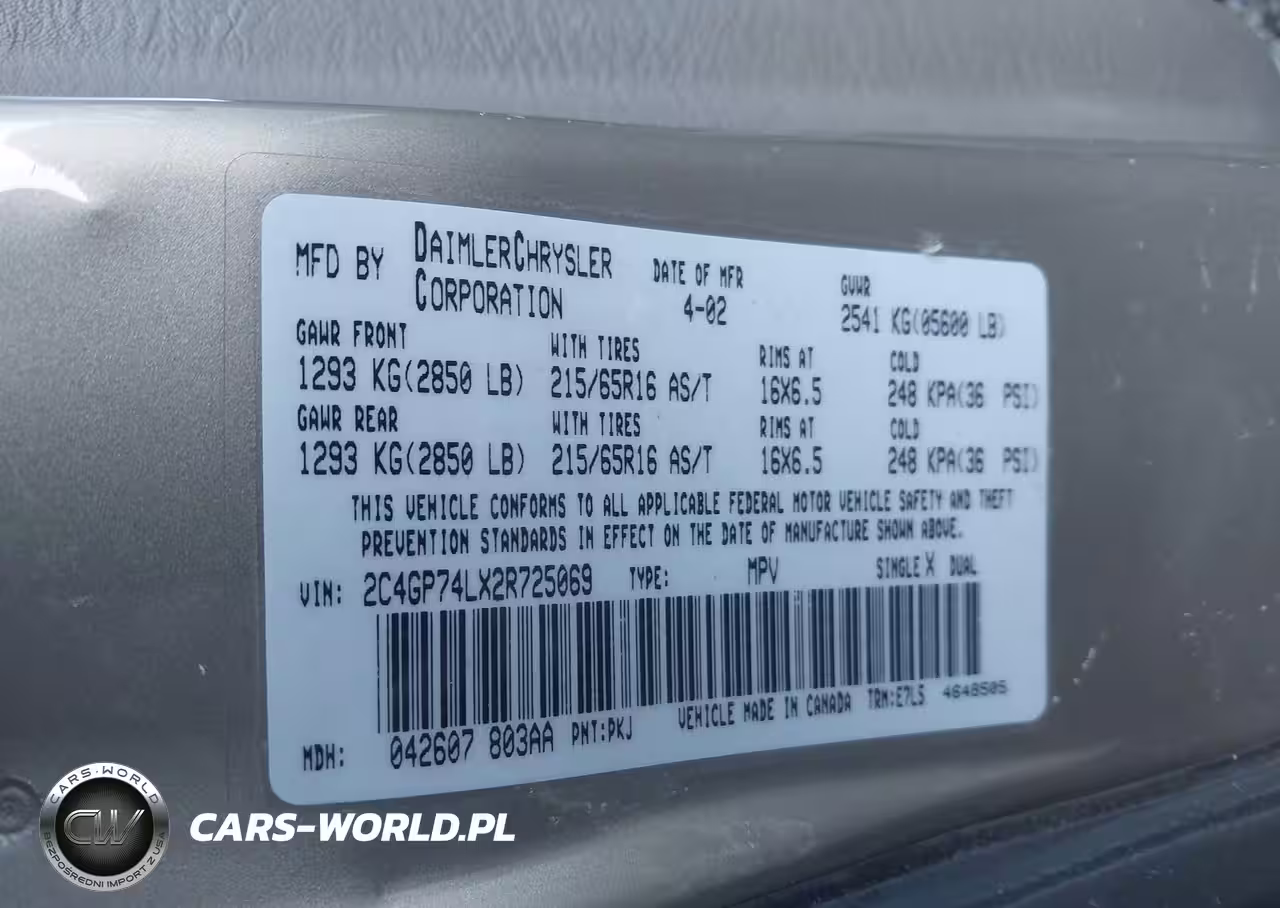 MFD BY DAIMLERCHRYSLER CORPORATION
DATE OF MFR
4-02
GVWR
2541 KG(05600 LB)
GAWR FRONT WITH TIRES RIMS AT COLD
1293 KG(2850 LB) 215/65R16 AS/T 16X6.5 248 KPA(36 PSI)
GAWR REAR WITH TIRES RIMS AT COLD
1293 KG(2850 LB) 215/65R16 AS/T 16X6.5 248 KPA(36 PSI)
THIS VEHICLE CONFORMS TO ALL APPLICABLE FEDERAL MOTOR VEHICLE SAFETY AND THEFT
PREVENTION STANDARDS IN EFFECT ON THE DATE OF MANUFACTURE SHOWN ABOVE.
VIN: 2C4GP74LX2R725069 TYPE: MPV SINGLE X DUAL
MDH: 042607 803AA PNT:PKJ VEHICLE MADE IN CANADA TRM:E7L5 4648505
CARS-WORLD
CW
BEZPOŚREDNI IMPORT Z USA
CARS-WORLD.PL